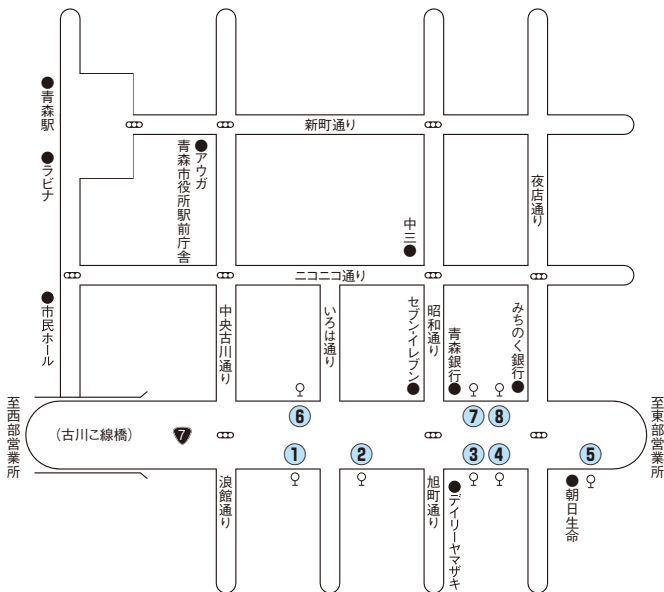 青森駅
ラビナ
アウガ
青森市役所駅前庁舎
新町通り
夜店通り
中三
ニコニコ通り
市民ホール
中央古川通り
いろは通り
セブン-イレブン
昭和通り
青森銀行
みちのく銀行
至西部営業所
(古川こ線橋)
7
6
7
8
1
2
3
4
5
至東部営業所
浪館通り
旭町通り
デイリーヤマザキ
朝日生命